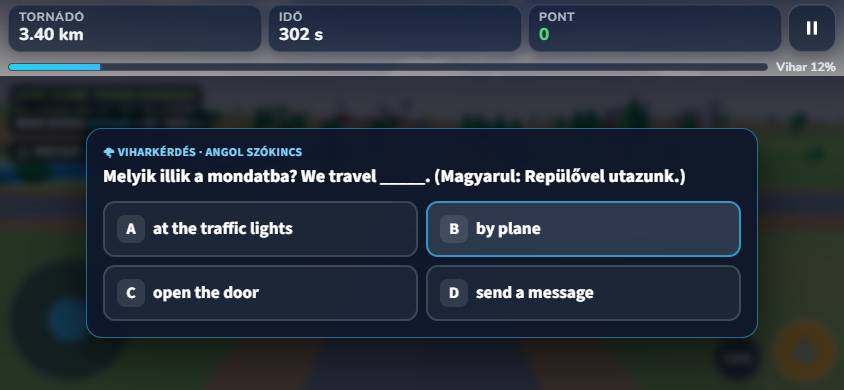 TORNÁDÓ
3.40 km
IDŐ
302 s
PONT
0
Vihar 12%
VIHARKÉRDÉS · ANGOL SZÓKINCS
Melyik illik a mondatba? We travel _____. (Magyarul: Repülővel utazunk.)
A at the traffic lights
B by plane
C open the door
D send a message